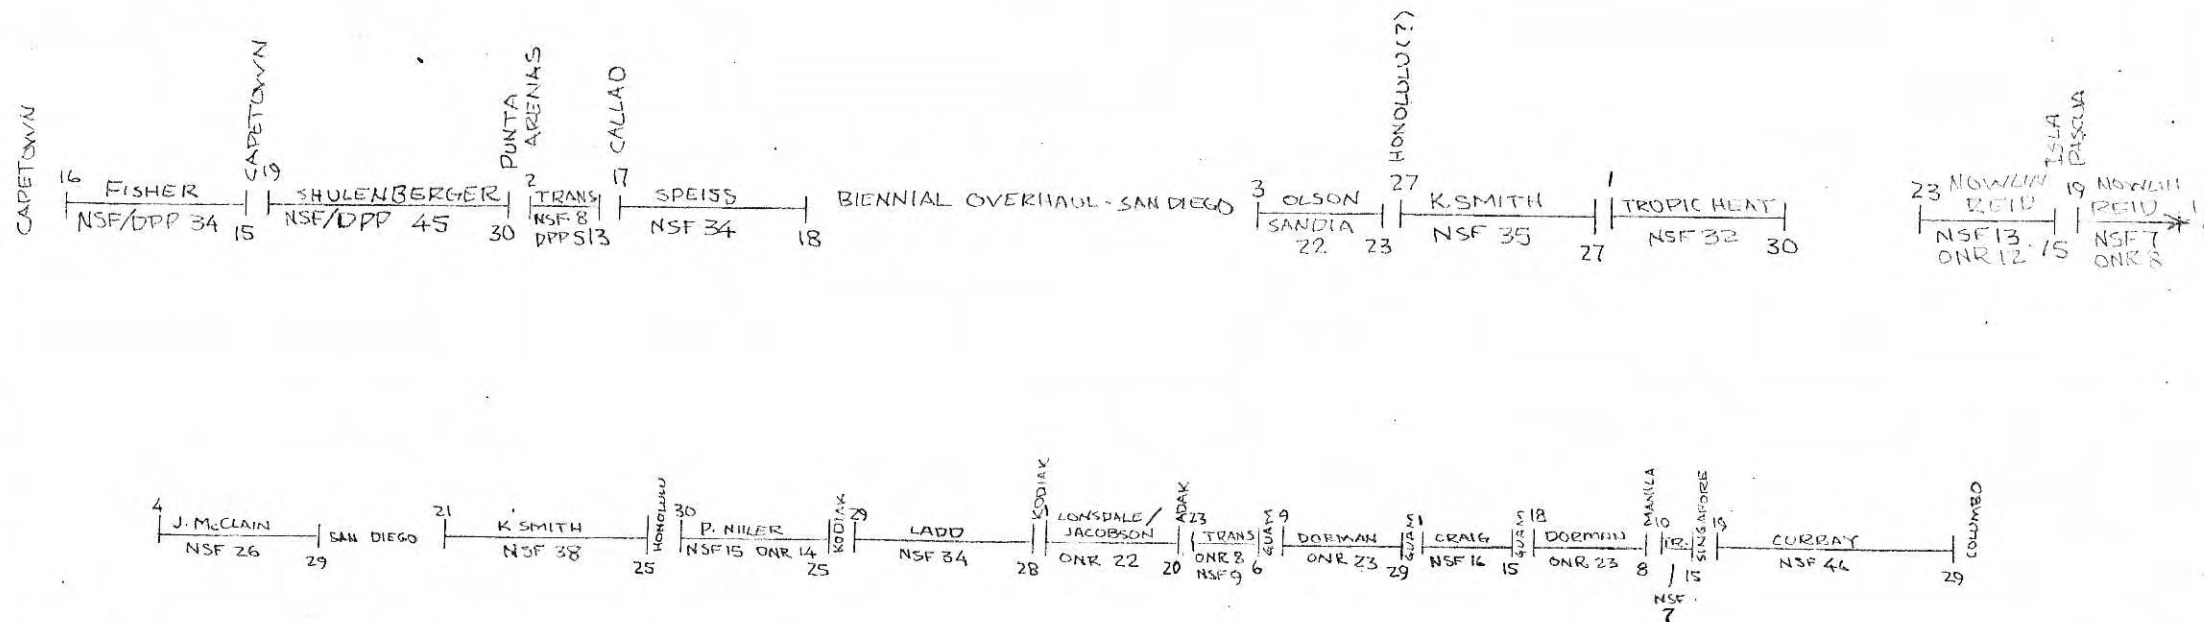 CAPETOWN
16
FISHER
NSF/DPP 34
15
CAPETOWN
19
SHULENBERGER
NSF/DPP 45
30
PUNTA
ARENAS
2
TRANS
NSF 8
DPP 5
13
CALLAO
17
SPEISS
NSF 34
18
BIENNIAL OVERHAUL - SAN DIEGO
3
OLSON
SANDIA
22
23
HONOLULU(?)
27
K.SMITH
NSF 35
27
1
TROPIC HEAT
NSF 32
30
23
NOWLIN
REID
NSF 13
ONR 12
15
ISLA
PASCUA
19
NOWLIN
REID
NSF 7
ONR 8
4
J. McCLAIN
NSF 26
29
SAN DIEGO
21
K SMITH
NSF 38
25
HONOLULU
30
P. NIILER
NSF 15 ONR 14
25
KODIAK
29
LADD
NSF 34
28
KODIAK
LONSDALE/
JACOBSON
ONR 22
20
ADAK
23
TRANS
ONR 8
NSF 9
6
GUAM
9
DORMAN
ONR 23
29
GUAM
1
CRAIG
NSF 16
15
GUAM
18
DORMAN
ONR 23
8
MANILA
10
TR.
NSF
7
15
SINGAPORE
19
CURRAY
NSF 46
29
COLUMBO